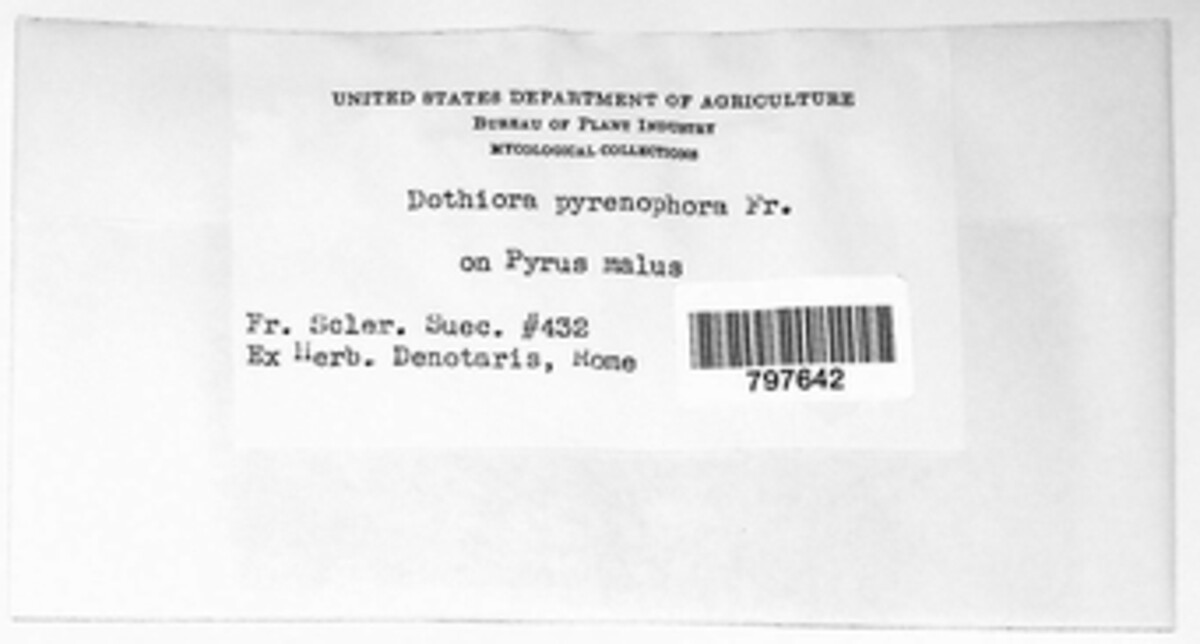 UNITED STATES DEPARTMENT OF AGRICULTURE
BUREAU OF PLANT INDUSTRY
MYCOLOGICAL COLLECTIONS
Dothiora pyrenophora Fr.
on Pyrus malus
Fr. Scler. Suec. #432
Ex Herb. Denotaris, Rome
797642